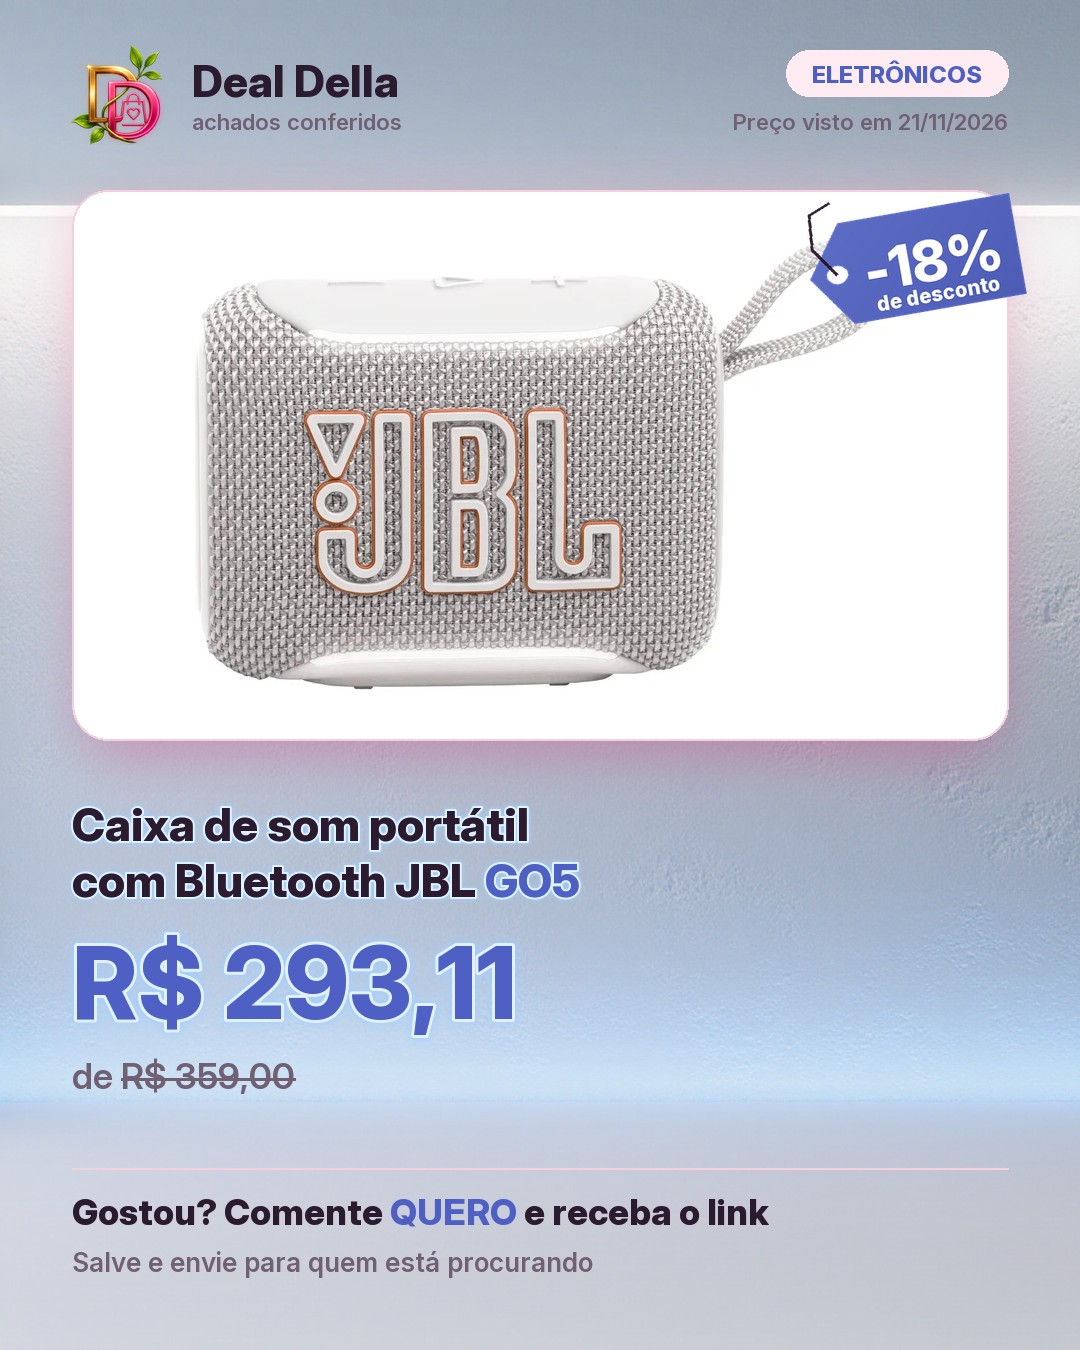 Deal Della
achados conferidos
ELETRÔNICOS
Preço visto em 21/11/2026
-18%
de desconto
JBL
Caixa de som portátil
com Bluetooth JBL GO5
R$ 293,11
de R$ 359,00
Gostou? Comente QUERO e receba o link
Salve e envie para quem está procurando